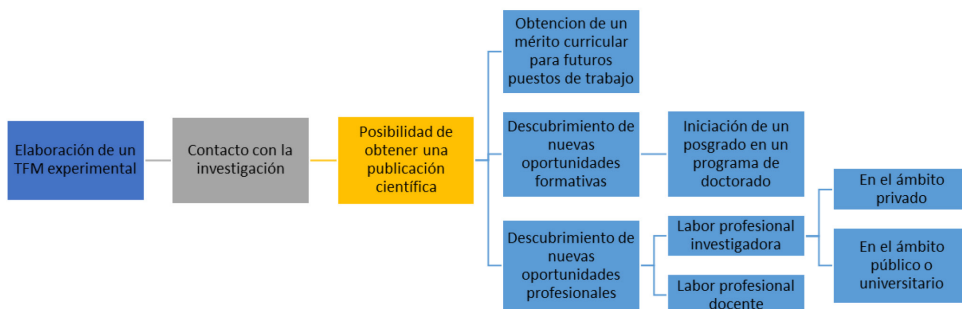 Elaboración de un
TFM experimental
Contacto con la
investigación
Posibilidad de
obtener una
publicación
científica
Obtencion de un
mérito curricular
para futuros
puestos de trabajo
Descubrimiento de
nuevas
oportunidades
formativas
Iniciación de un
posgrado en un
programa de
doctorado
Descubrimiento de
nuevas
oportunidades
profesionales
Labor profesional
investigadora
En el ámbito
privado
En el ámbito
público o
universitario
Labor profesional
docente